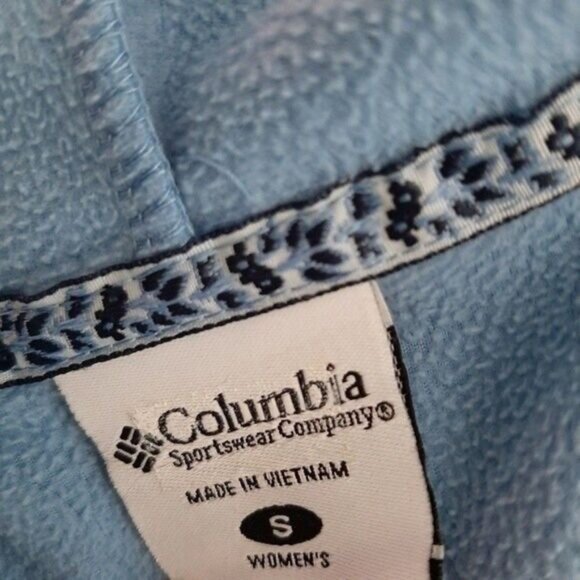 Columbia
Sportswear Company®
MADE IN VIETNAM
S
WOMEN'S